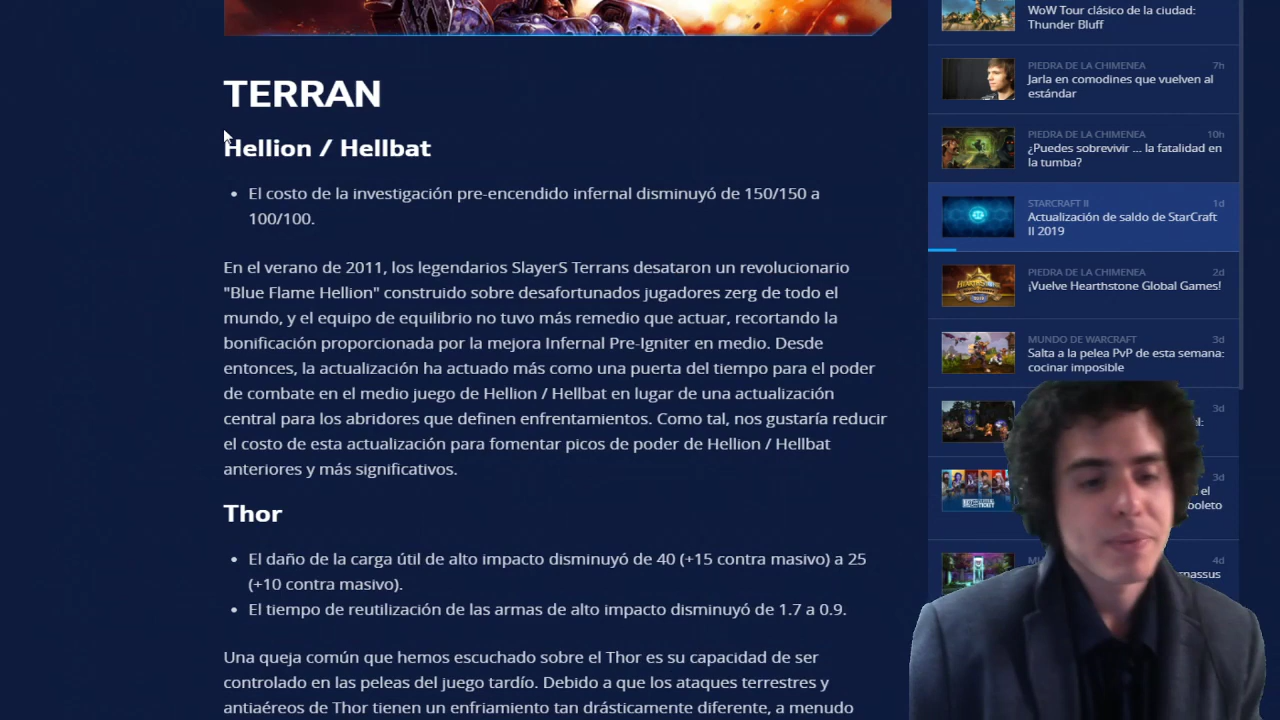 TERRAN
Hellion / Hellbat
• El costo de la investigación pre-encendido infernal disminuyó de 150/150 a
100/100.
En el verano de 2011, los legendarios SlayerS Terrans desataron un revolucionario
"Blue Flame Hellion" construido sobre desafortunados jugadores zerg de todo el
mundo, y el equipo de equilibrio no tuvo más remedio que actuar, recortando la
bonificación proporcionada por la mejora Infernal Pre-Igniter en medio. Desde
entonces, la actualización ha actuado más como una puerta del tiempo para el poder
de combate en el medio juego de Hellion / Hellbat en lugar de una actualización
central para los abridores que definen enfrentamientos. Como tal, nos gustaría reducir
el costo de esta actualización para fomentar picos de poder de Hellion / Hellbat
anteriores y más significativos.
Thor
• El daño de la carga útil de alto impacto disminuyó de 40 (+15 contra masivo) a 25
(+10 contra masivo).
• El tiempo de reutilización de las armas de alto impacto disminuyó de 1.7 a 0.9.
Una queja común que hemos escuchado sobre el Thor es su capacidad de ser
controlado en las peleas del juego tardío. Debido a que los ataques terrestres y
antiaéreos de Thor tienen un enfriamiento tan drásticamente diferente, a menudo
WoW Tour clásico de la ciudad:
Thunder Bluff
PIEDRA DE LA CHIMENEA 7h
Jarla en comodines que vuelven al
estándar
PIEDRA DE LA CHIMENEA 10h
¿Puedes sobrevivir ... la fatalidad en
la tumba?
STARCRAFT II 1d
Actualización de saldo de StarCraft
II 2019
PIEDRA DE LA CHIMENEA 2d
¡Vuelve Hearthstone Global Games!
MUNDO DE WARCRAFT 3d
Salta a la pelea PvP de esta semana:
cocinar imposible
3d
3d
el
boleto
4d